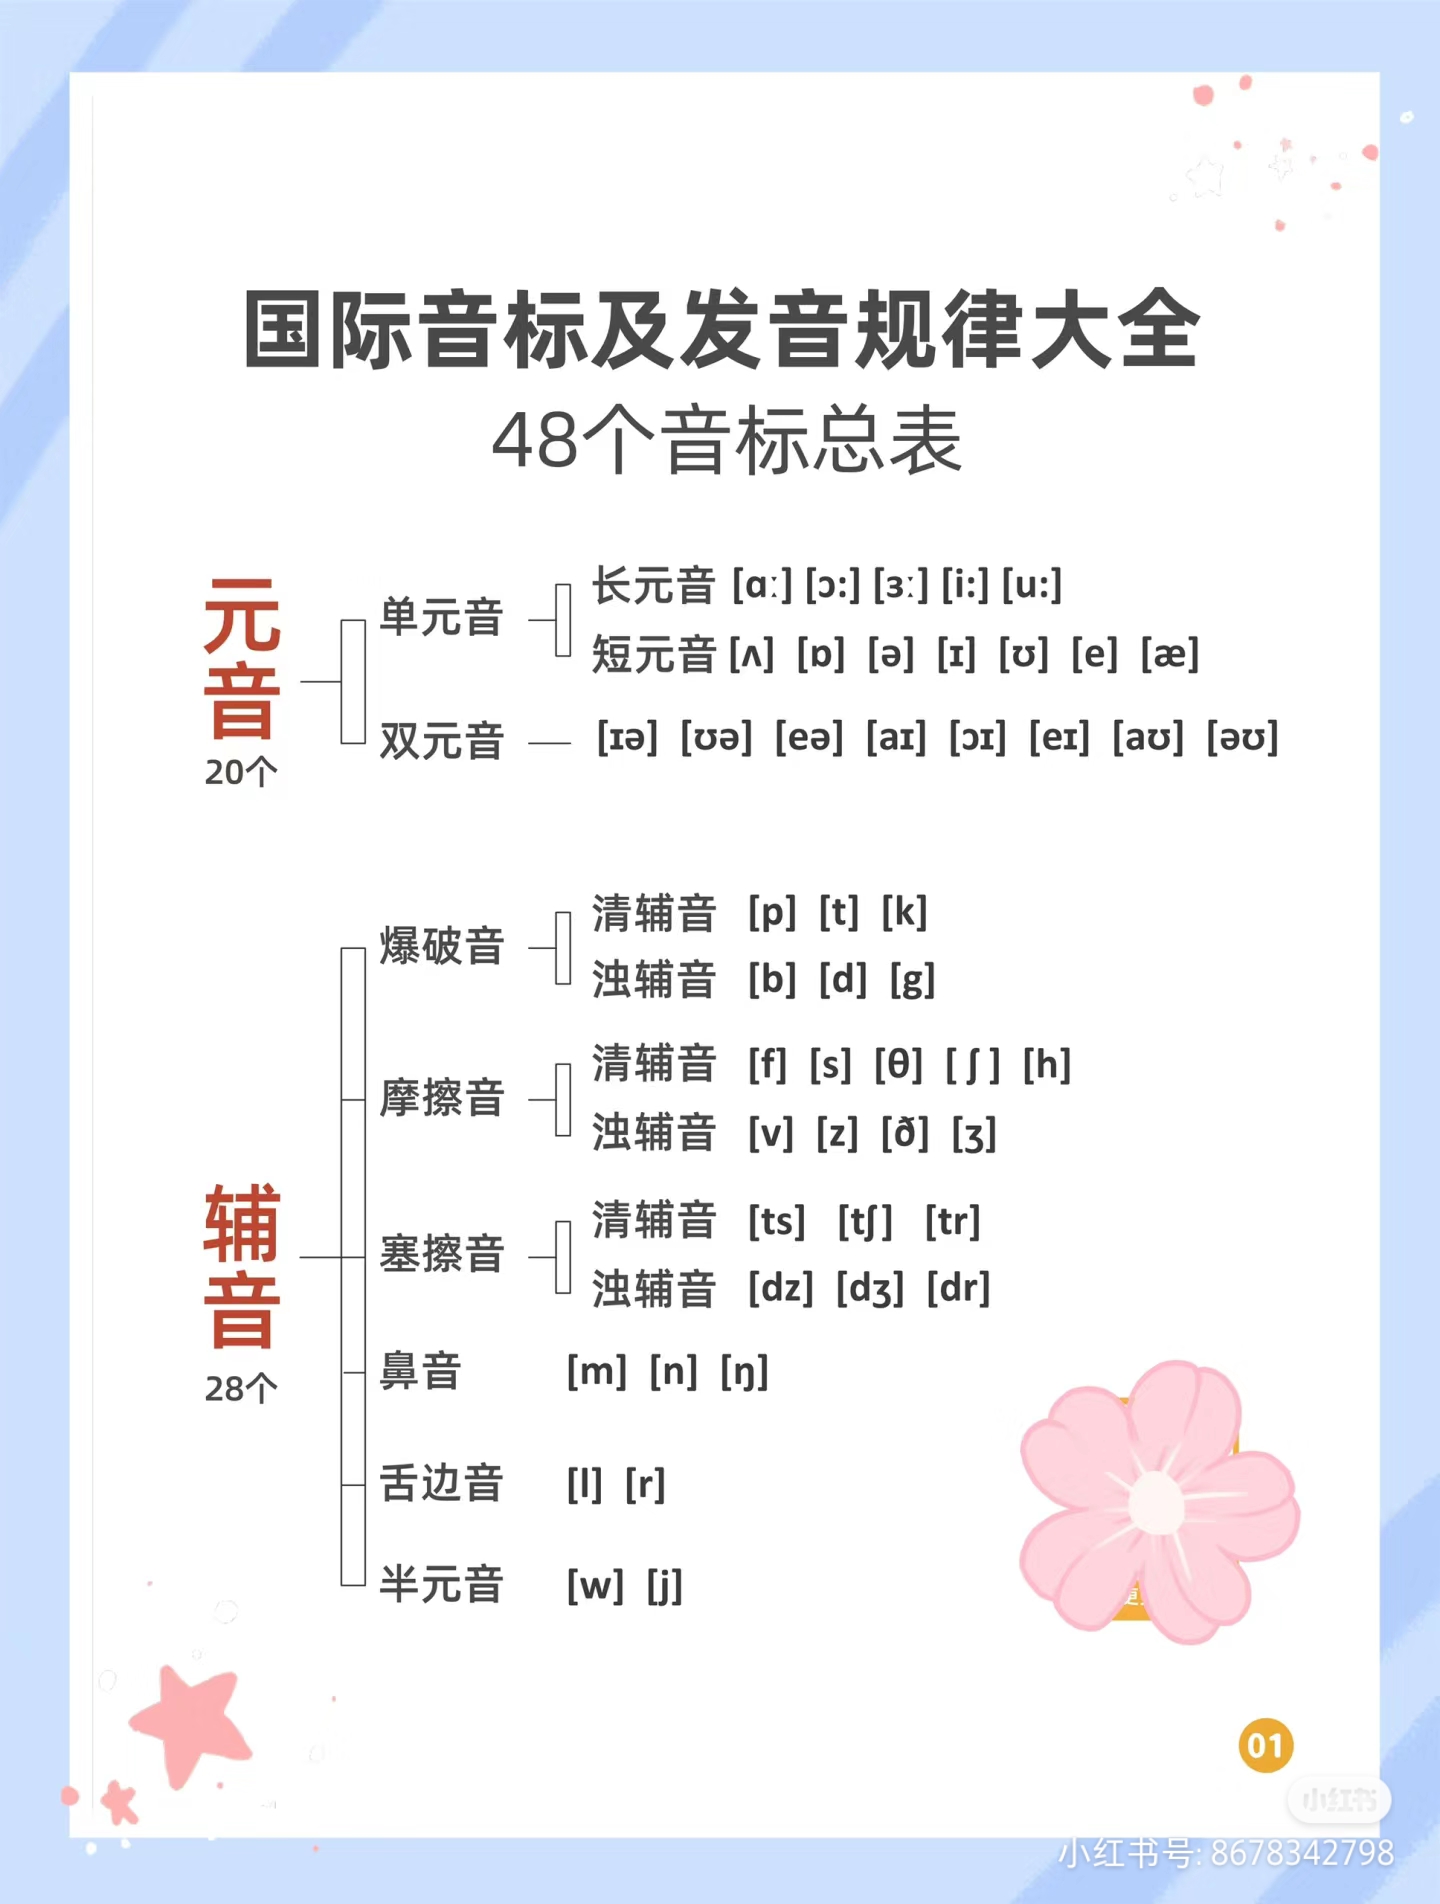 国际音标及发音规律大全
48个音标总表
元音
20个
单元音
长元音 [ɑː] [ɔ:] [ɜː] [i:] [u:]
短元音 [ʌ] [ɒ] [ə] [ɪ] [ʊ] [e] [æ]
双元音 [ɪə] [ʊə] [eə] [aɪ] [ɔɪ] [eɪ] [aʊ] [əʊ]
辅音
28个
爆破音
清辅音 [p] [t] [k]
浊辅音 [b] [d] [g]
摩擦音
清辅音 [f] [s] [θ] [ ʃ ] [h]
浊辅音 [v] [z] [ð] [ʒ]
塞擦音
清辅音 [ts] [tʃ] [tr]
浊辅音 [dz] [dʒ] [dr]
鼻音 [m] [n] [ŋ]
舌边音 [l] [r]
半元音 [w] [j]
01
小红书
小红书号: 8678342798